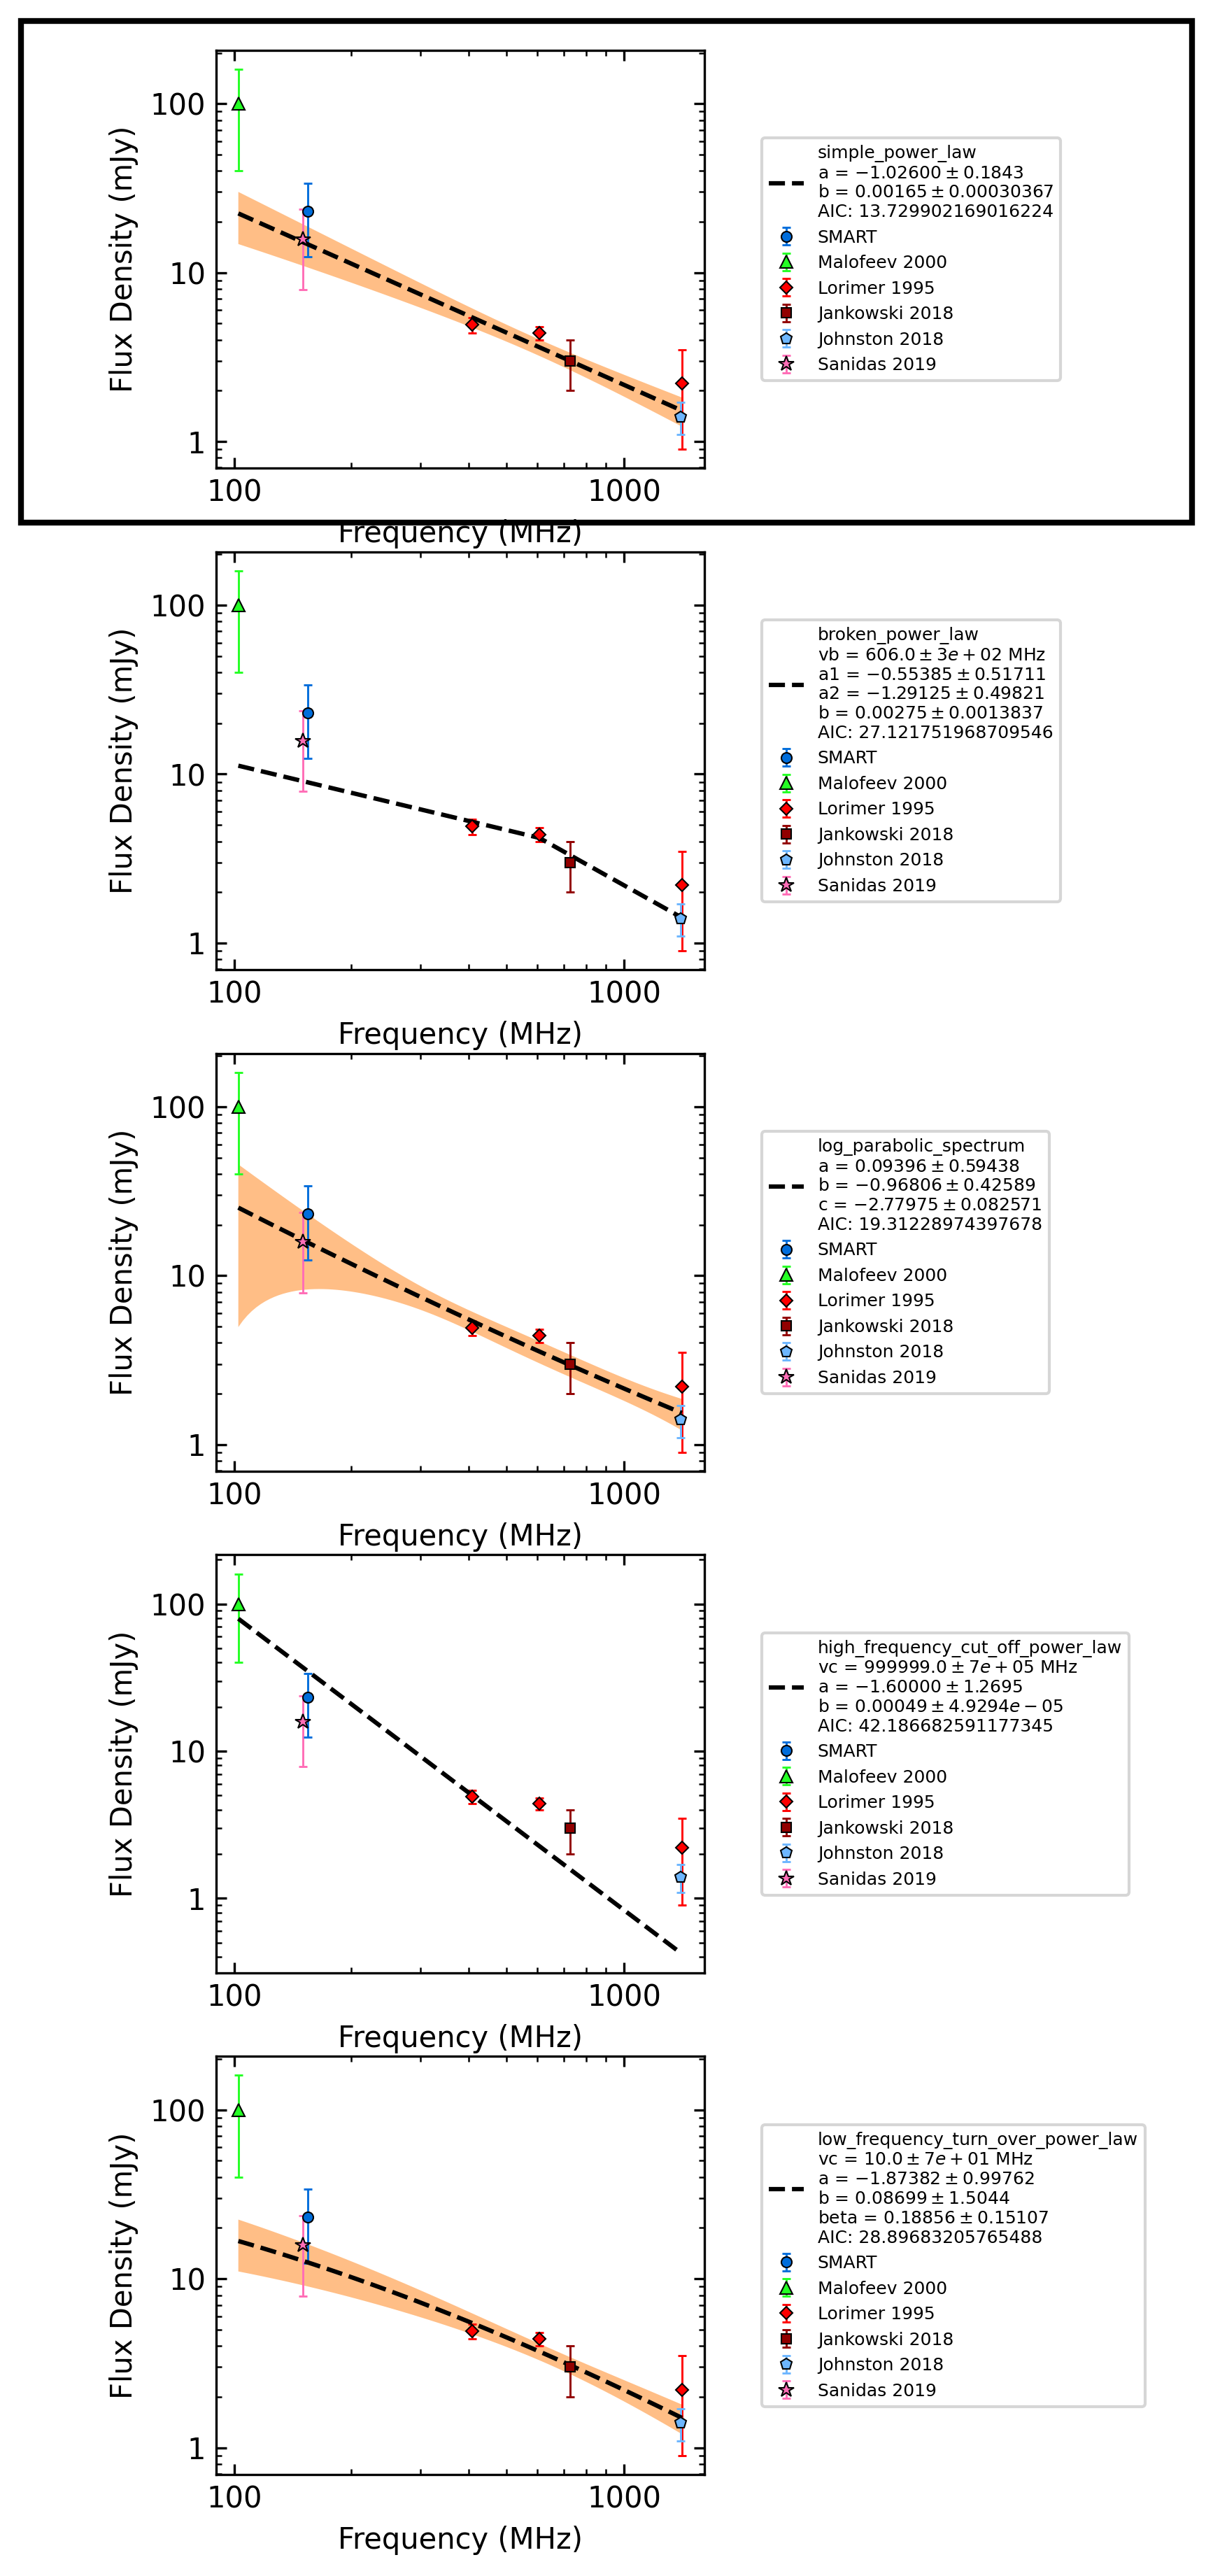 100
10
1
Flux Density (mJy)
100 1000
Frequency (MHz)
simple_power_law
a = −1.02600 ± 0.1843
b = 0.00165 ± 0.00030367
AIC: 13.729902169016224
SMART
Malofeev 2000
Lorimer 1995
Jankowski 2018
Johnston 2018
Sanidas 2019
100
10
1
Flux Density (mJy)
100 1000
Frequency (MHz)
broken_power_law
vb = 606.0 ± 3e + 02 MHz
a1 = −0.55385 ± 0.51711
a2 = −1.29125 ± 0.49821
b = 0.00275 ± 0.0013837
AIC: 27.121751968709546
SMART
Malofeev 2000
Lorimer 1995
Jankowski 2018
Johnston 2018
Sanidas 2019
100
10
1
Flux Density (mJy)
100 1000
Frequency (MHz)
log_parabolic_spectrum
a = 0.09396 ± 0.59438
b = −0.96806 ± 0.42589
c = −2.77975 ± 0.082571
AIC: 19.31228974397678
SMART
Malofeev 2000
Lorimer 1995
Jankowski 2018
Johnston 2018
Sanidas 2019
100
10
1
Flux Density (mJy)
100 1000
Frequency (MHz)
high_frequency_cut_off_power_law
vc = 999999.0 ± 7e + 05 MHz
a = −1.60000 ± 1.2695
b = 0.00049 ± 4.9294e − 05
AIC: 42.186682591177345
SMART
Malofeev 2000
Lorimer 1995
Jankowski 2018
Johnston 2018
Sanidas 2019
100
10
1
Flux Density (mJy)
100 1000
Frequency (MHz)
low_frequency_turn_over_power_law
vc = 10.0 ± 7e + 01 MHz
a = −1.87382 ± 0.99762
b = 0.08699 ± 1.5044
beta = 0.18856 ± 0.15107
AIC: 28.89683205765488
SMART
Malofeev 2000
Lorimer 1995
Jankowski 2018
Johnston 2018
Sanidas 2019